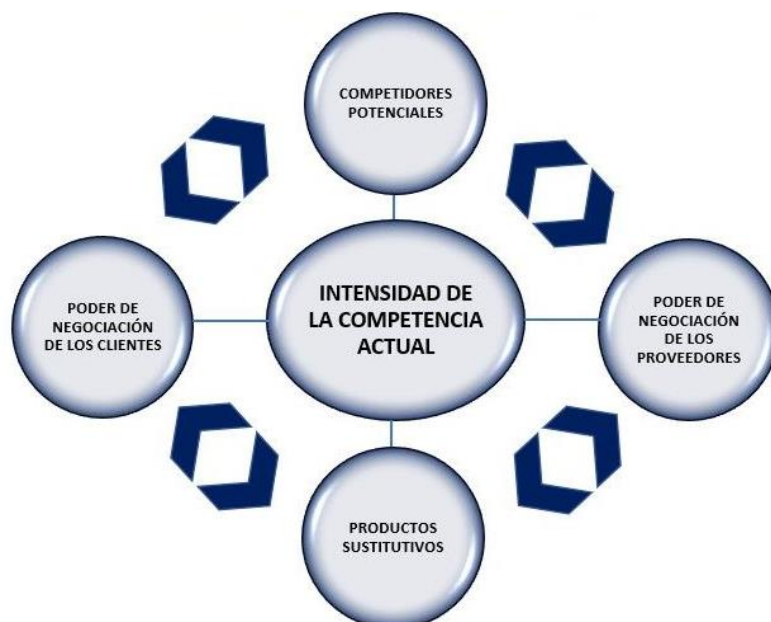 COMPETIDORES
POTENCIALES
PODER DE
NEGOCIACIÓN
DE LOS CLIENTES
INTENSIDAD DE
LA COMPETENCIA
ACTUAL
PODER DE
NEGOCIACIÓN
DE LOS
PROVEEDORES
PRODUCTOS
SUSTITUTIVOS